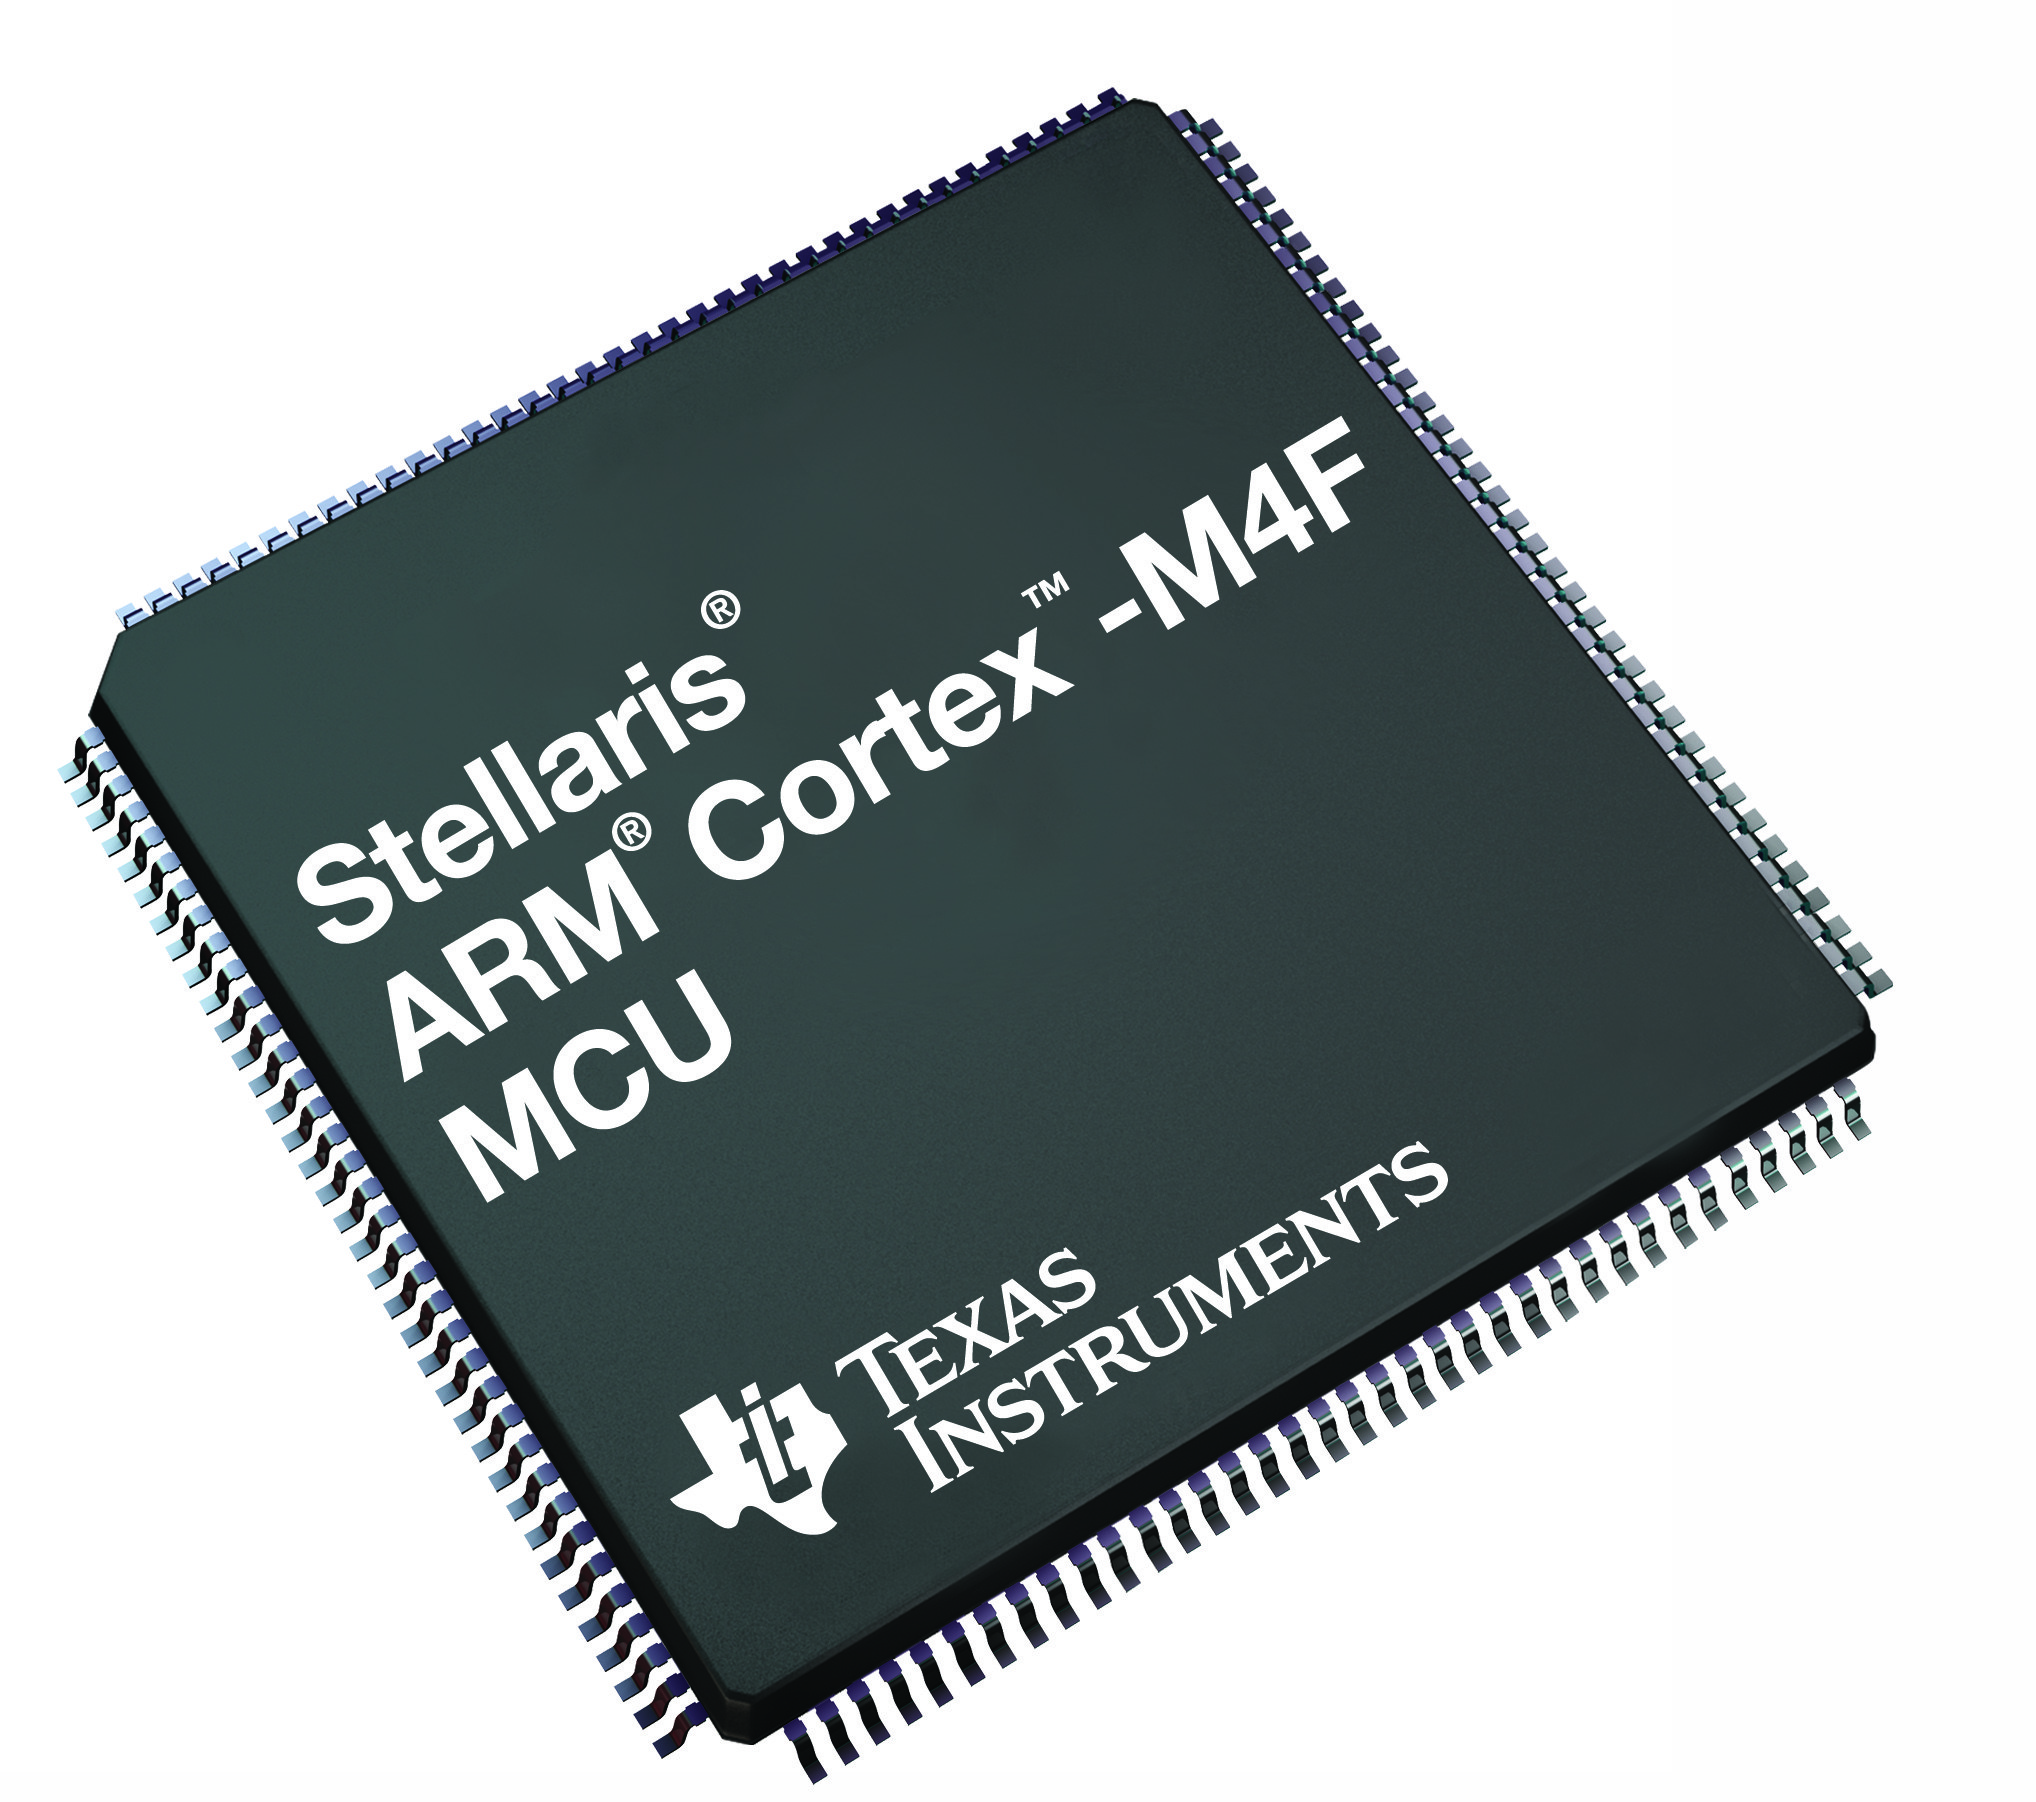 Stellaris®
ARM® Cortex™-M4F
MCU
TEXAS
INSTRUMENTS